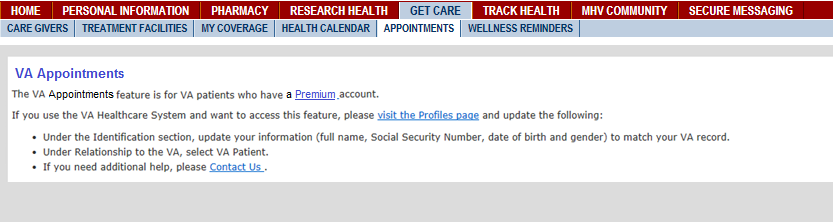 HOME PERSONAL INFORMATION PHARMACY RESEARCH HEALTH GET CARE TRACK HEALTH MHV COMMUNITY SECURE MESSAGING
CARE GIVERS TREATMENT FACILITIES MY COVERAGE HEALTH CALENDAR APPOINTMENTS WELLNESS REMINDERS
VA Appointments
The VA Appointments feature is for VA patients who have a Premium account.
If you use the VA Healthcare System and want to access this feature, please visit the Profiles page and update the following:
• Under the Identification section, update your information (full name, Social Security Number, date of birth and gender) to match your VA record.
• Under Relationship to the VA, select VA Patient.
• If you need additional help, please Contact Us .